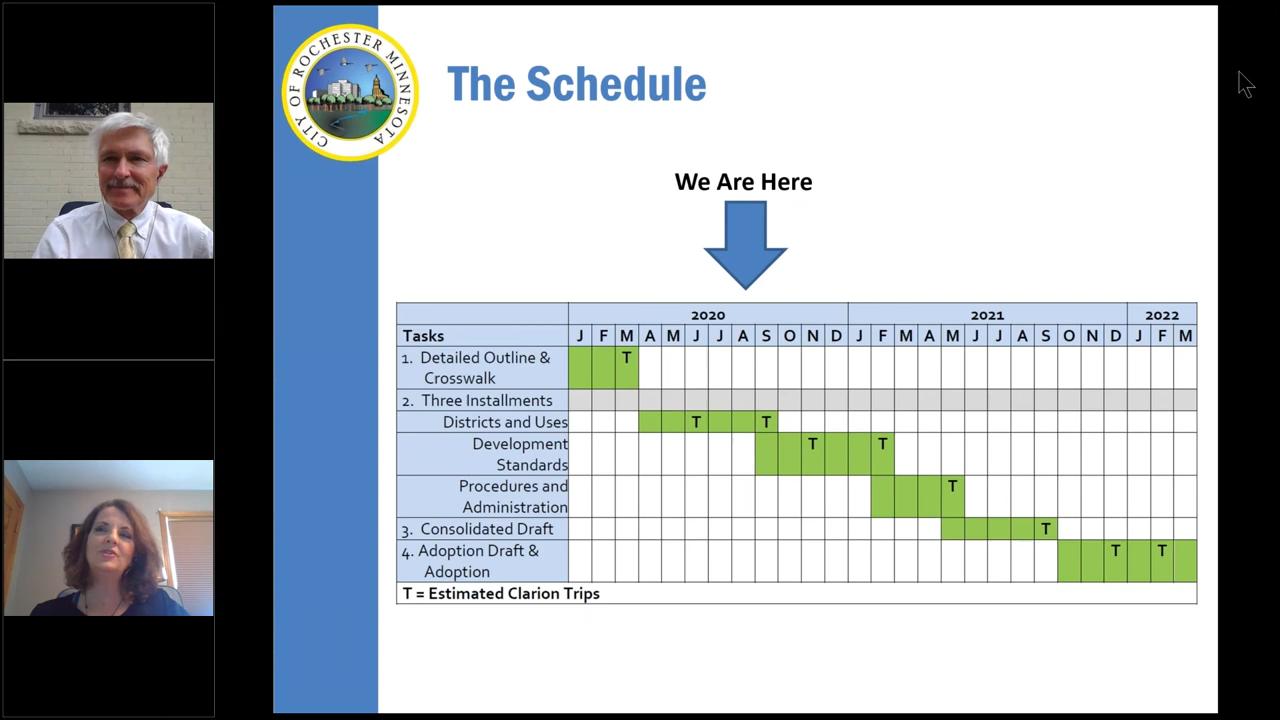 CITY OF ROCHESTER MINNESOTA
The Schedule
We Are Here
2020 2021 2022
Tasks J F M A M J J A S O N D J F M A M J J A S O N D J F M
1. Detailed Outline & T
Crosswalk
2. Three Installments
Districts and Uses T T
Development T T
Standards
Procedures and T
Administration
3. Consolidated Draft T
4. Adoption Draft & T T
Adoption
T = Estimated Clarion Trips